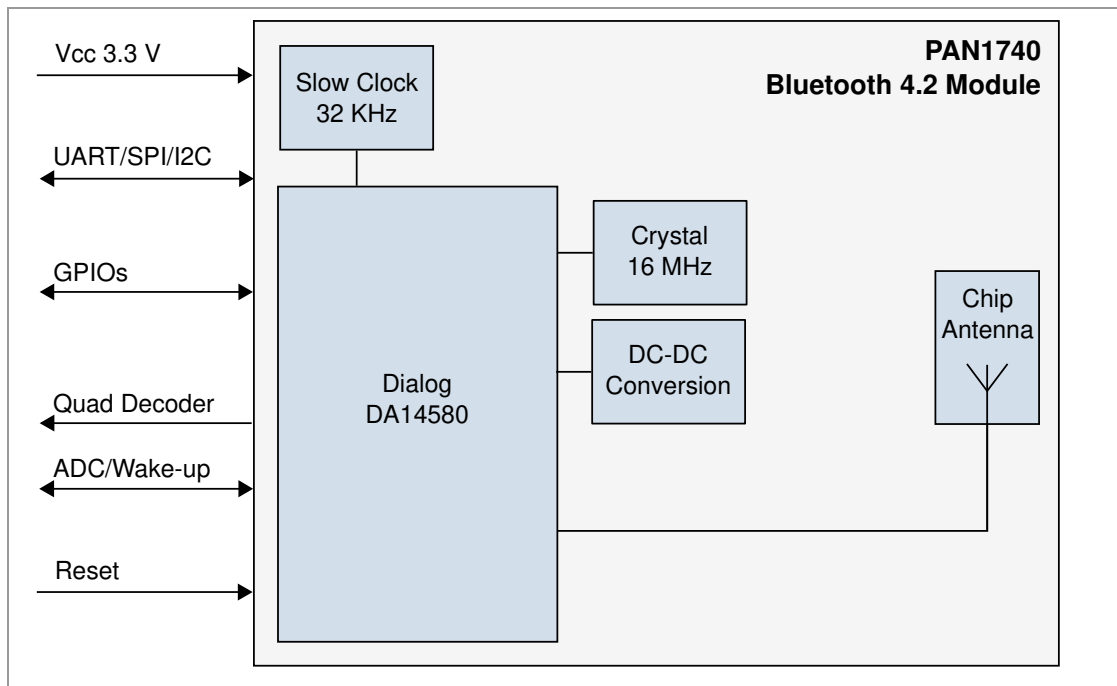 Vcc 3.3 V
UART/SPI/I2C
GPIOs
Quad Decoder
ADC/Wake-up
Reset
PAN1740
Bluetooth 4.2 Module
Slow Clock
32 KHz
Crystal
16 MHz
DC-DC
Conversion
Dialog
DA14580
Chip
Antenna